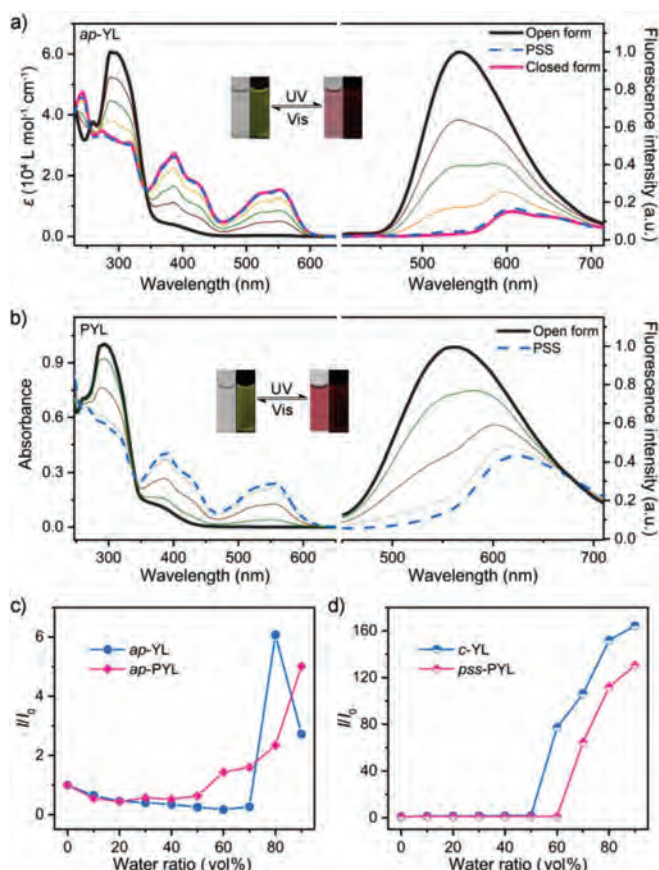 a)
ap-YL
Open form
PSS
Closed form
UV
Vis
ε (10⁴ L mol⁻¹ cm⁻¹)
6.0
4.0
2.0
0.0
300 400 500 600
Wavelength (nm)
500 600 700
Wavelength (nm)
1.0
0.8
0.6
0.4
0.2
0.0
Fluorescence intensity (a.u.)
b)
PYL
Open form
PSS
UV
Vis
Absorbance
0.9
0.6
0.3
0.0
300 400 500 600
Wavelength (nm)
500 600 700
Wavelength (nm)
1.0
0.8
0.6
0.4
0.2
0.0
Fluorescence intensity (a.u.)
c)
ap-YL
ap-PYL
I/I₀
6
4
2
0
0 20 40 60 80
Water ratio (vol%)
d)
c-YL
pss-PYL
I/I₀
160
120
80
40
0
0 20 40 60 80
Water ratio (vol%)